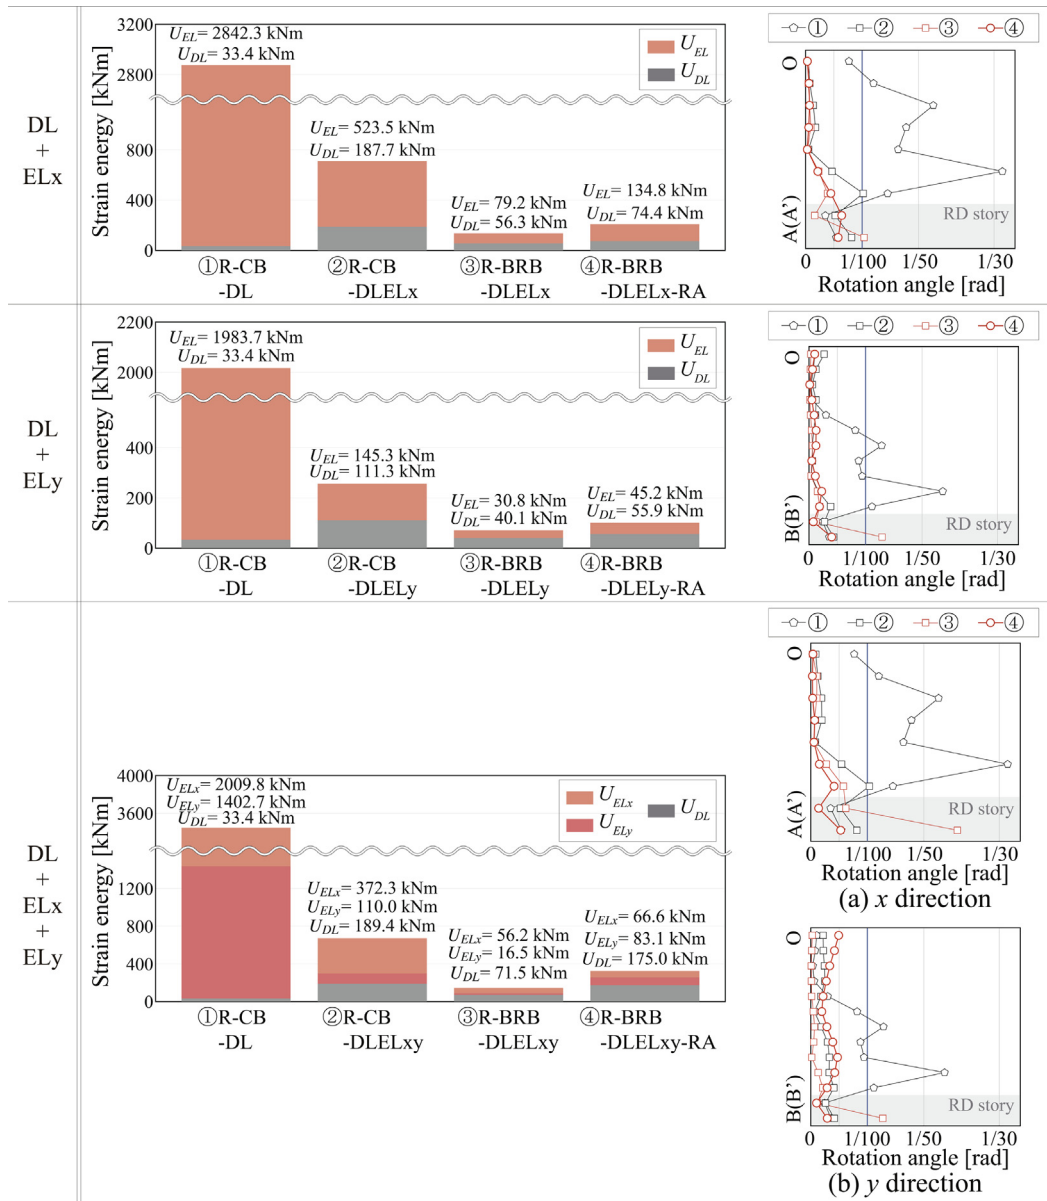 DL
+
ELx
Strain energy [kNm]
3200
2800
800
400
0
U_EL= 2842.3 kNm
U_DL= 33.4 kNm
U_EL= 523.5 kNm
U_DL= 187.7 kNm
U_EL= 79.2 kNm
U_DL= 56.3 kNm
U_EL= 134.8 kNm
U_DL= 74.4 kNm
U_EL
U_DL
①R-CB
-DL
②R-CB
-DLELx
③R-BRB
-DLELx
④R-BRB
-DLELx-RA
① ② ③ ④
O
A(A')
RD story
0 1/100 1/50 1/30
Rotation angle [rad]
DL
+
ELy
Strain energy [kNm]
2200
2000
400
200
0
U_EL= 1983.7 kNm
U_DL= 33.4 kNm
U_EL= 145.3 kNm
U_DL= 111.3 kNm
U_EL= 30.8 kNm
U_DL= 40.1 kNm
U_EL= 45.2 kNm
U_DL= 55.9 kNm
U_EL
U_DL
①R-CB
-DL
②R-CB
-DLELy
③R-BRB
-DLELy
④R-BRB
-DLELy-RA
① ② ③ ④
O
B(B')
RD story
0 1/100 1/50 1/30
Rotation angle [rad]
DL
+
ELx
+
ELy
Strain energy [kNm]
4000
3600
1200
800
400
0
U_ELx= 2009.8 kNm
U_ELy= 1402.7 kNm
U_DL= 33.4 kNm
U_ELx= 372.3 kNm
U_ELy= 110.0 kNm
U_DL= 189.4 kNm
U_ELx= 56.2 kNm
U_ELy= 16.5 kNm
U_DL= 71.5 kNm
U_ELx= 66.6 kNm
U_ELy= 83.1 kNm
U_DL= 175.0 kNm
U_ELx
U_ELy
U_DL
①R-CB
-DL
②R-CB
-DLELxy
③R-BRB
-DLELxy
④R-BRB
-DLELxy-RA
① ② ③ ④
O
A(A')
RD story
0 1/100 1/50 1/30
Rotation angle [rad]
(a) x direction
O
B(B')
RD story
0 1/100 1/50 1/30
Rotation angle [rad]
(b) y direction